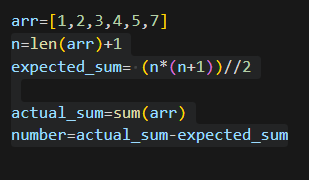 arr=[1,2,3,4,5,7]
n=len(arr)+1
expected_sum= (n*(n+1))//2
actual_sum=sum(arr)
number=actual_sum-expected_sum